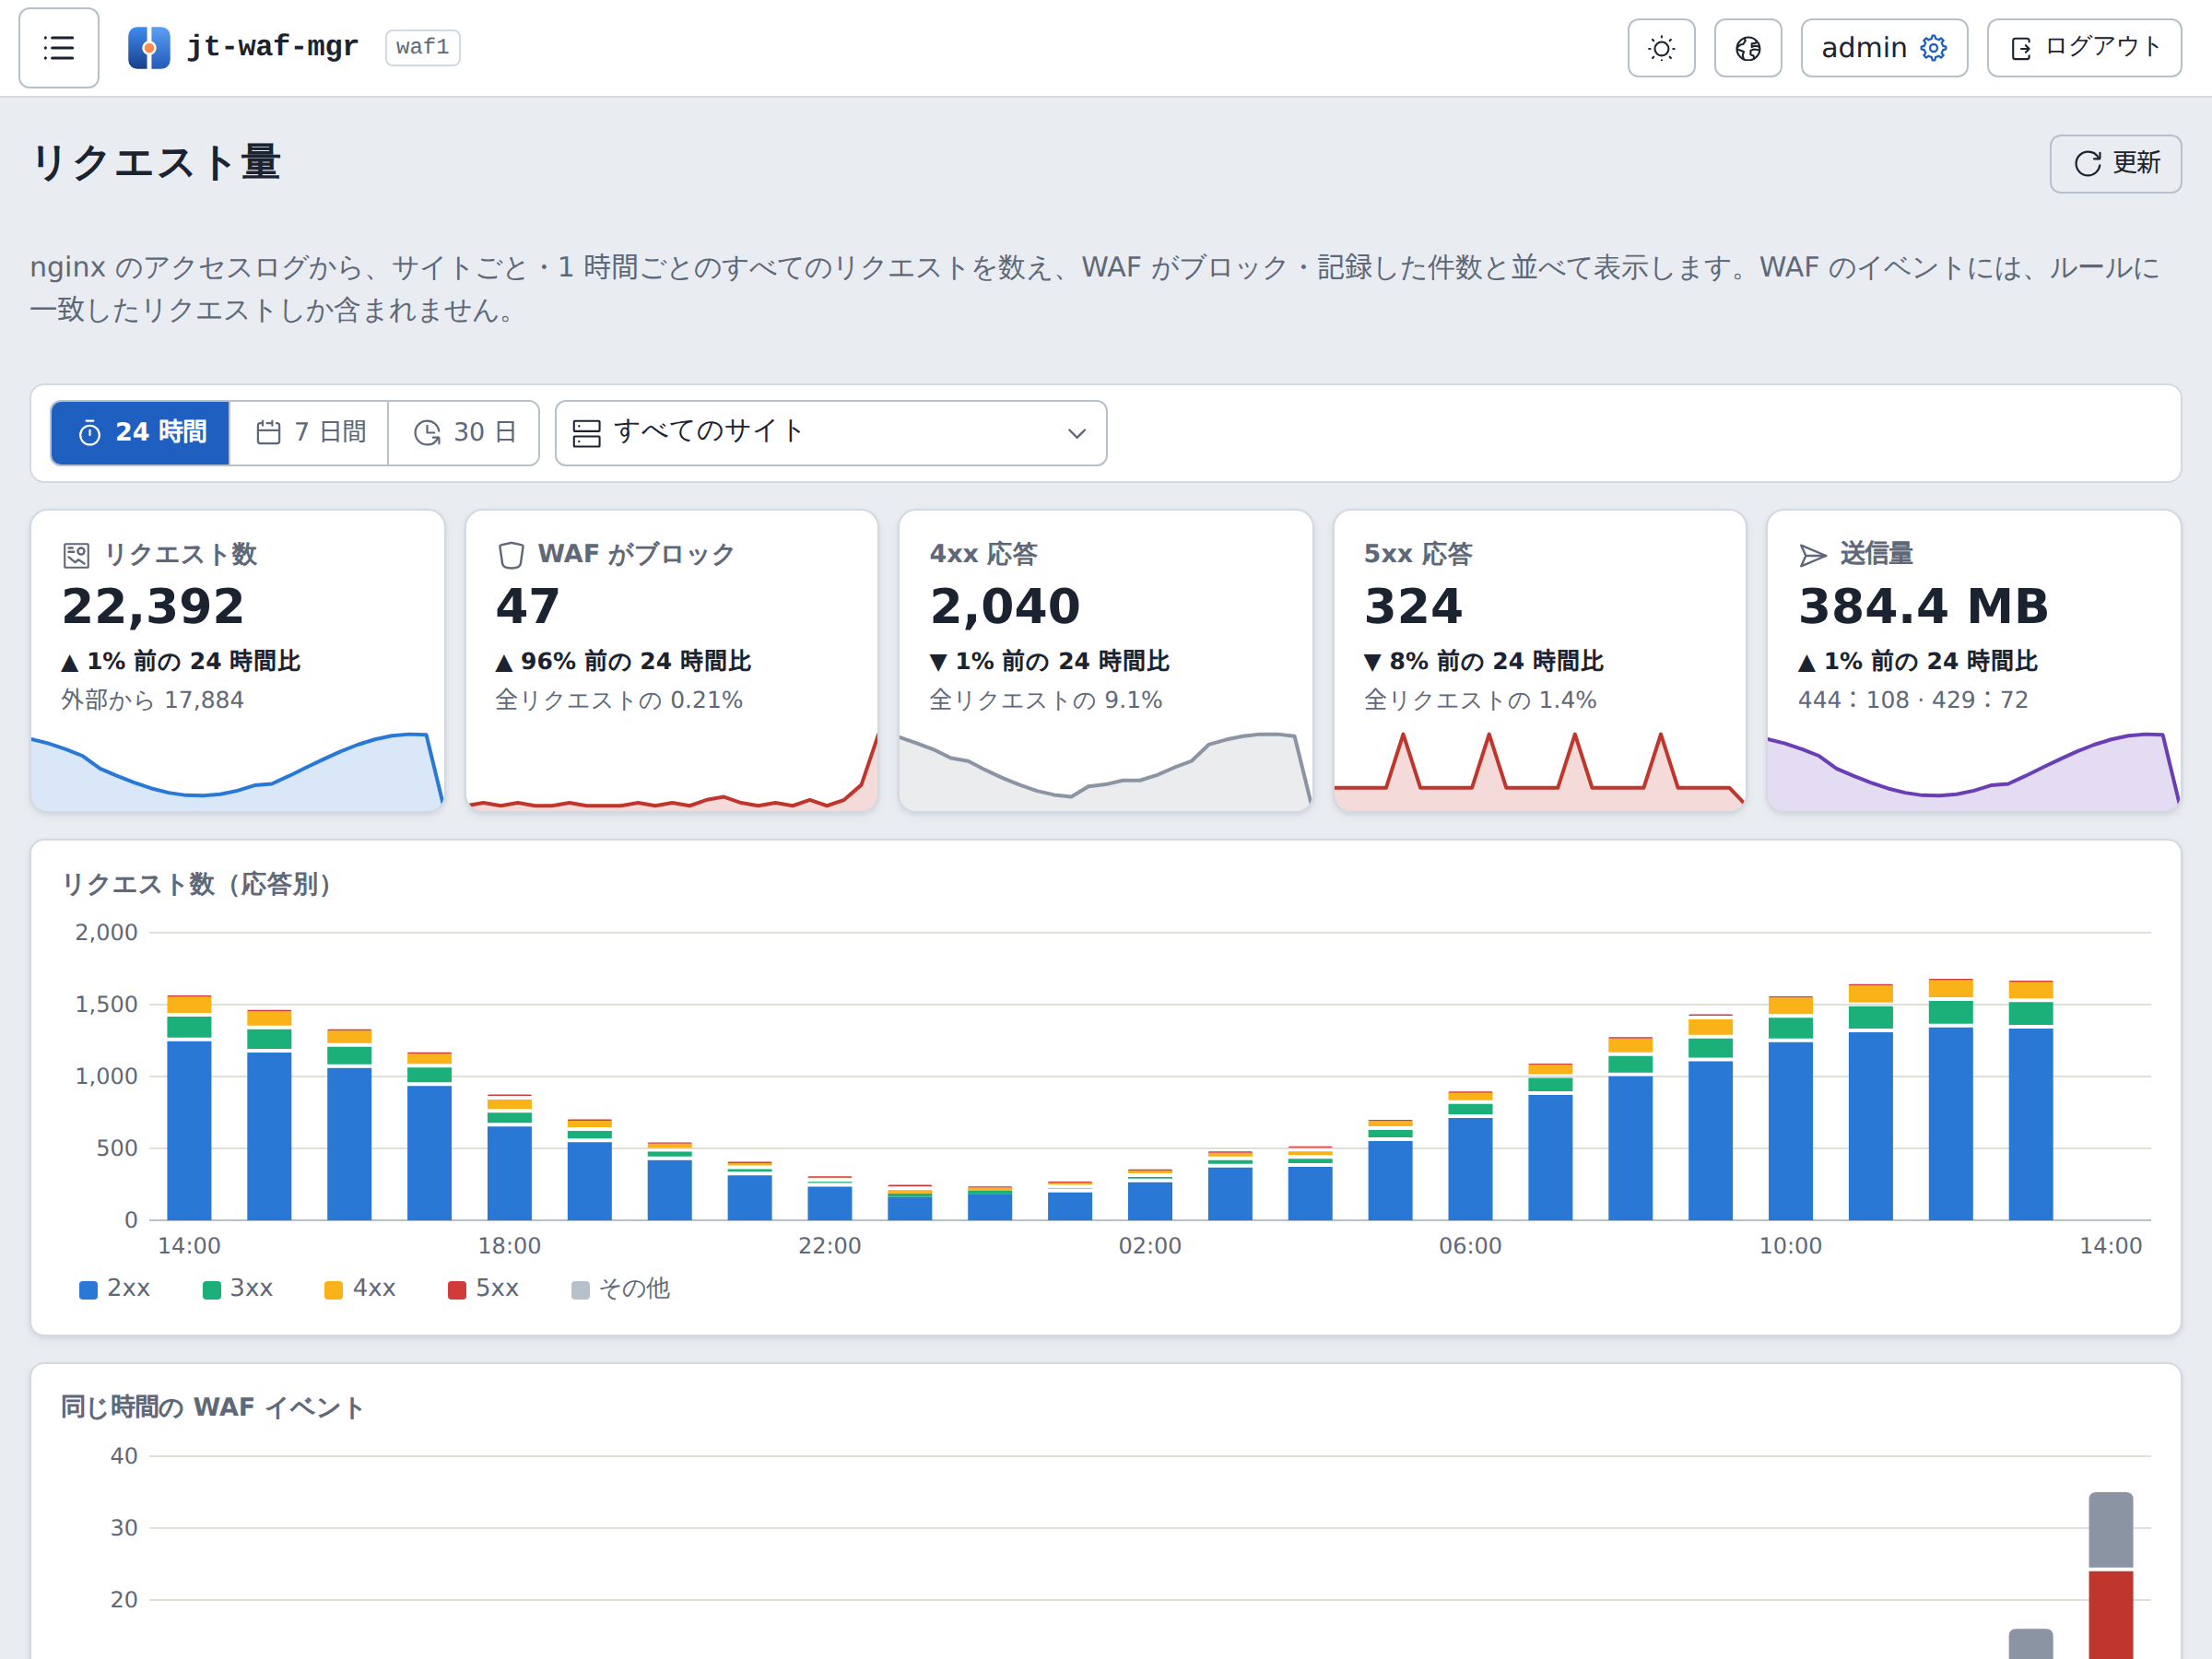 jt-waf-mgr
waf1
admin
ログアウト
リクエスト量
更新
nginx のアクセスログから、サイトごと・1 時間ごとのすべてのリクエストを数え、WAF がブロック・記録した件数と並べて表示します。WAF のイベントには、ルールに
一致したリクエストしか含まれません。
24 時間
7 日間
30 日
すべてのサイト
リクエスト数
22,392
▲ 1% 前の 24 時間比
外部から 17,884
WAF がブロック
47
▲ 96% 前の 24 時間比
全リクエストの 0.21%
4xx 応答
2,040
▼ 1% 前の 24 時間比
全リクエストの 9.1%
5xx 応答
324
▼ 8% 前の 24 時間比
全リクエストの 1.4%
送信量
384.4 MB
▲ 1% 前の 24 時間比
444：108 · 429：72
リクエスト数（応答別）
2,000
1,500
1,000
500
0
14:00
18:00
22:00
02:00
06:00
10:00
14:00
2xx
3xx
4xx
5xx
その他
同じ時間の WAF イベント
40
30
20